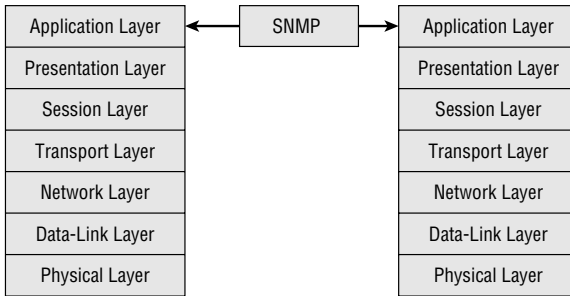 Application Layer
SNMP
Application Layer
Presentation Layer
Presentation Layer
Session Layer
Session Layer
Transport Layer
Transport Layer
Network Layer
Network Layer
Data-Link Layer
Data-Link Layer
Physical Layer
Physical Layer